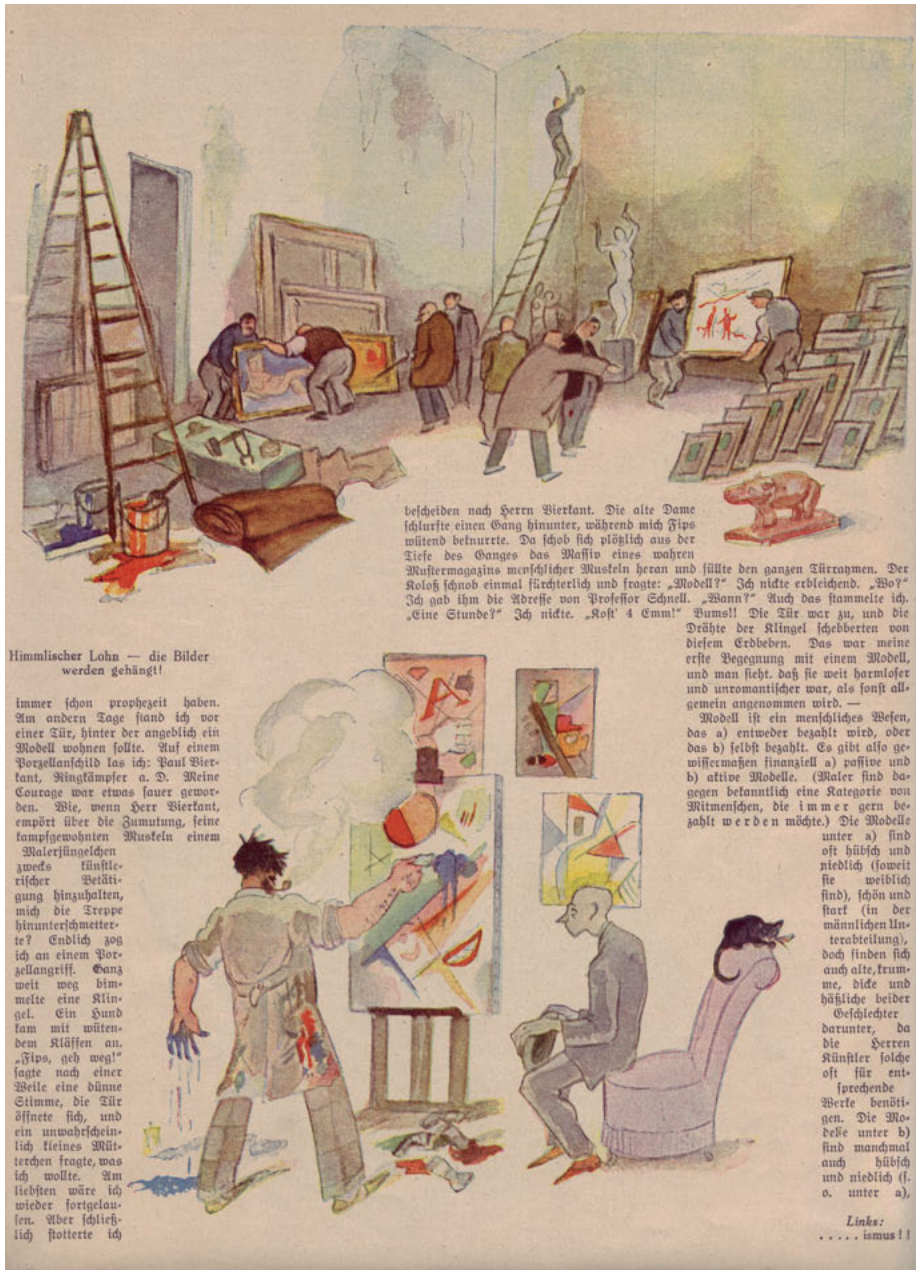 Himmlischer Lohn — die Bilder
werden gehängt!
immer schon prophezeit haben.
Am andern Tage stand ich vor
einer Tür, hinter der angeblich ein
Modell wohnen sollte. Auf einem
Porzellanschild las ich: Paul Vier-
kant, Ringkämpfer a. D. Meine
Courage war etwas sauer gewor-
den. Wie, wenn Herr Vierkant,
empört über die Zumutung, seine
kampfgewohnten Muskeln einem
Malerjüngelchen
zwecks künstle-
rischer Betäti-
gung hinzuhalten,
mich die Treppe
hinunterschmetter-
te? Endlich zog
ich an einem Por-
zellangriff. Ganz
weit weg bim-
melte eine Klin-
gel. Ein Hund
kam mit wüten-
dem Kläffen an.
„Fips, geh weg!“
sagte nach einer
Weile eine dünne
Stimme, die Tür
öffnete sich, und
ein unwahrschein-
lich kleines Müt-
terchen fragte, was
ich wollte. Am
liebsten wäre ich
wieder fortgelau-
fen. Aber schließ-
lich stotterte ich
bescheiden nach Herrn Vierkant. Die alte Dame
schlurfte einen Gang hinunter, während mich Fips
wütend beknurrte. Da schob sich plötzlich aus der
Tiefe des Ganges das Massiv eines wahren
Mustermagazins menschlicher Muskeln heran und füllte den ganzen Türrahmen. Der
Koloß schnob einmal fürchterlich und fragte: „Modell?“ Ich nickte erbleichend. „Wo?“
Ich gab ihm die Adresse von Professor Schnell. „Wann?“ Auch das stammelte ich.
„Eine Stunde?“ Ich nickte. „Kost’ 4 Emm!“ Bums!! Die Tür war zu, und die
Drähte der Klingel schebberten von
diesem Erdbeben. Das war meine
erste Begegnung mit einem Modell,
und man sieht, daß sie weit harmloser
und unromantischer war, als sonst all-
gemein angenommen wird. —
Modell ist ein menschliches Wesen,
das a) entweder bezahlt wird, oder
das b) selbst bezahlt. Es gibt also ge-
wissermaßen finanziell a) passive und
b) aktive Modelle. (Maler sind da-
gegen bekanntlich eine Kategorie von
Mitmenschen, die immer gern be-
zahlt werden möchte.) Die Modelle
unter a) sind
oft hübsch und
niedlich (soweit
sie weiblich
sind), schön und
stark (in der
männlichen Un-
terabteilung),
doch finden sich
auch alte, krum-
me, dicke und
häßliche beider
Geschlechter
darunter, da
die Herren
Künstler solche
oft für ent-
sprechende
Werke benöti-
gen. Die Mo-
delle unter b)
sind manchmal
auch hübsch
und niedlich (s.
o. unter a),
Links:
. . . . . ismus!!
A